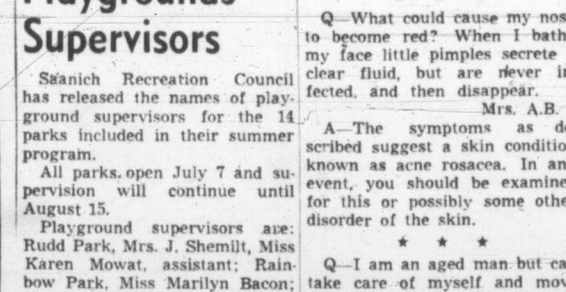 Playgrounds
Supervisors
Saanich Recreation Council
has released the names of play-
ground supervisors for the 14
parks included in their summer
program.
All parks open July 7 and su-
pervision will continue until
August 15.
Playground supervisors are:
Rudd Park, Mrs. J. Shemilt, Miss
Karen Mowat, assistant; Rain-
bow Park, Miss Marilyn Bacon;
Q—What could cause my nos
to become red? When I bath
my face little pimples secrete
clear fluid, but are never in
fected, and then disappear.
Mrs. A.B.
A—The symptoms as de
scribed suggest a skin conditio
known as acne rosacea. In an
event, you should be examine
for this or possibly some othe
disorder of the skin.
★ ★ ★
Q—I am an aged man but ca
take care of myself and mov